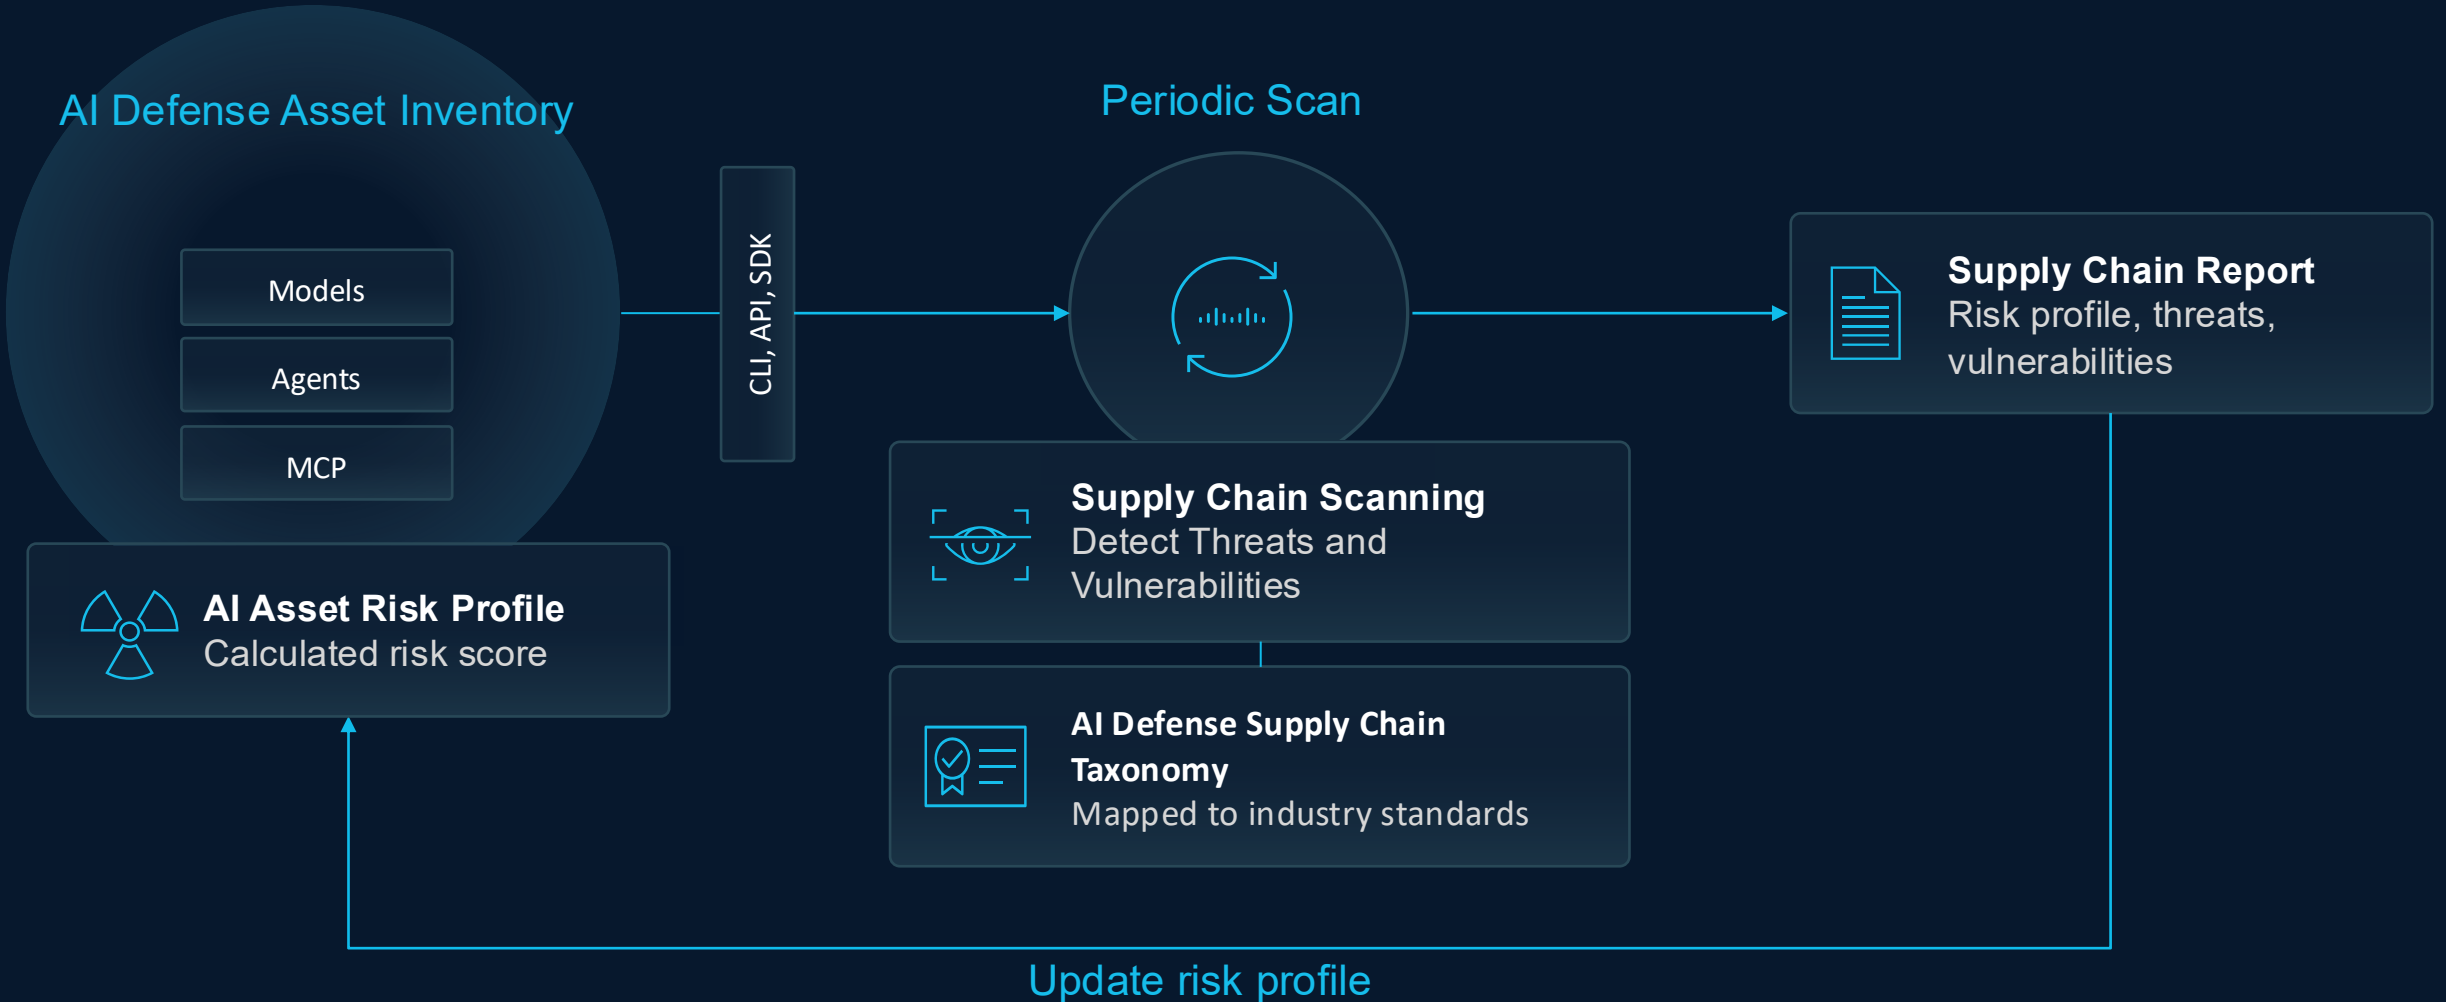 AI Defense Asset Inventory
Models
Agents
MCP
AI Asset Risk Profile
Calculated risk score
CLI, API, SDK
Periodic Scan
Supply Chain Scanning
Detect Threats and
Vulnerabilities
AI Defense Supply Chain
Taxonomy
Mapped to industry standards
Supply Chain Report
Risk profile, threats,
vulnerabilities
Update risk profile